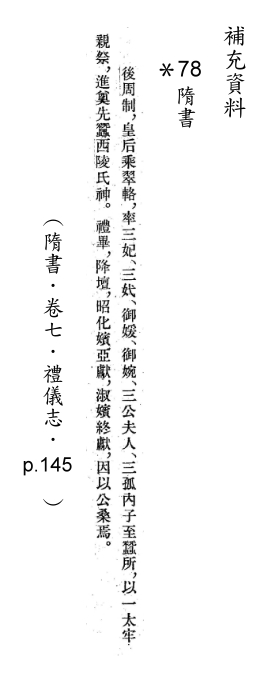 補充資料
＊78 隋書
後周制，皇后乘翠輅，率三妃、三㚤、御媛、御婉、三公夫人、三孤內子至蠶所，以一太牢
親祭，進奠先蠶西陵氏神。禮畢，降壇，昭化嬪亞獻，淑嬪終獻，因以公桑焉。
（隋書．卷七．禮儀志．p.145）